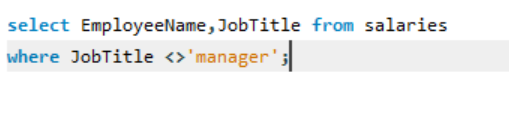 select EmployeeName,JobTitle from salaries
where JobTitle <>'manager';